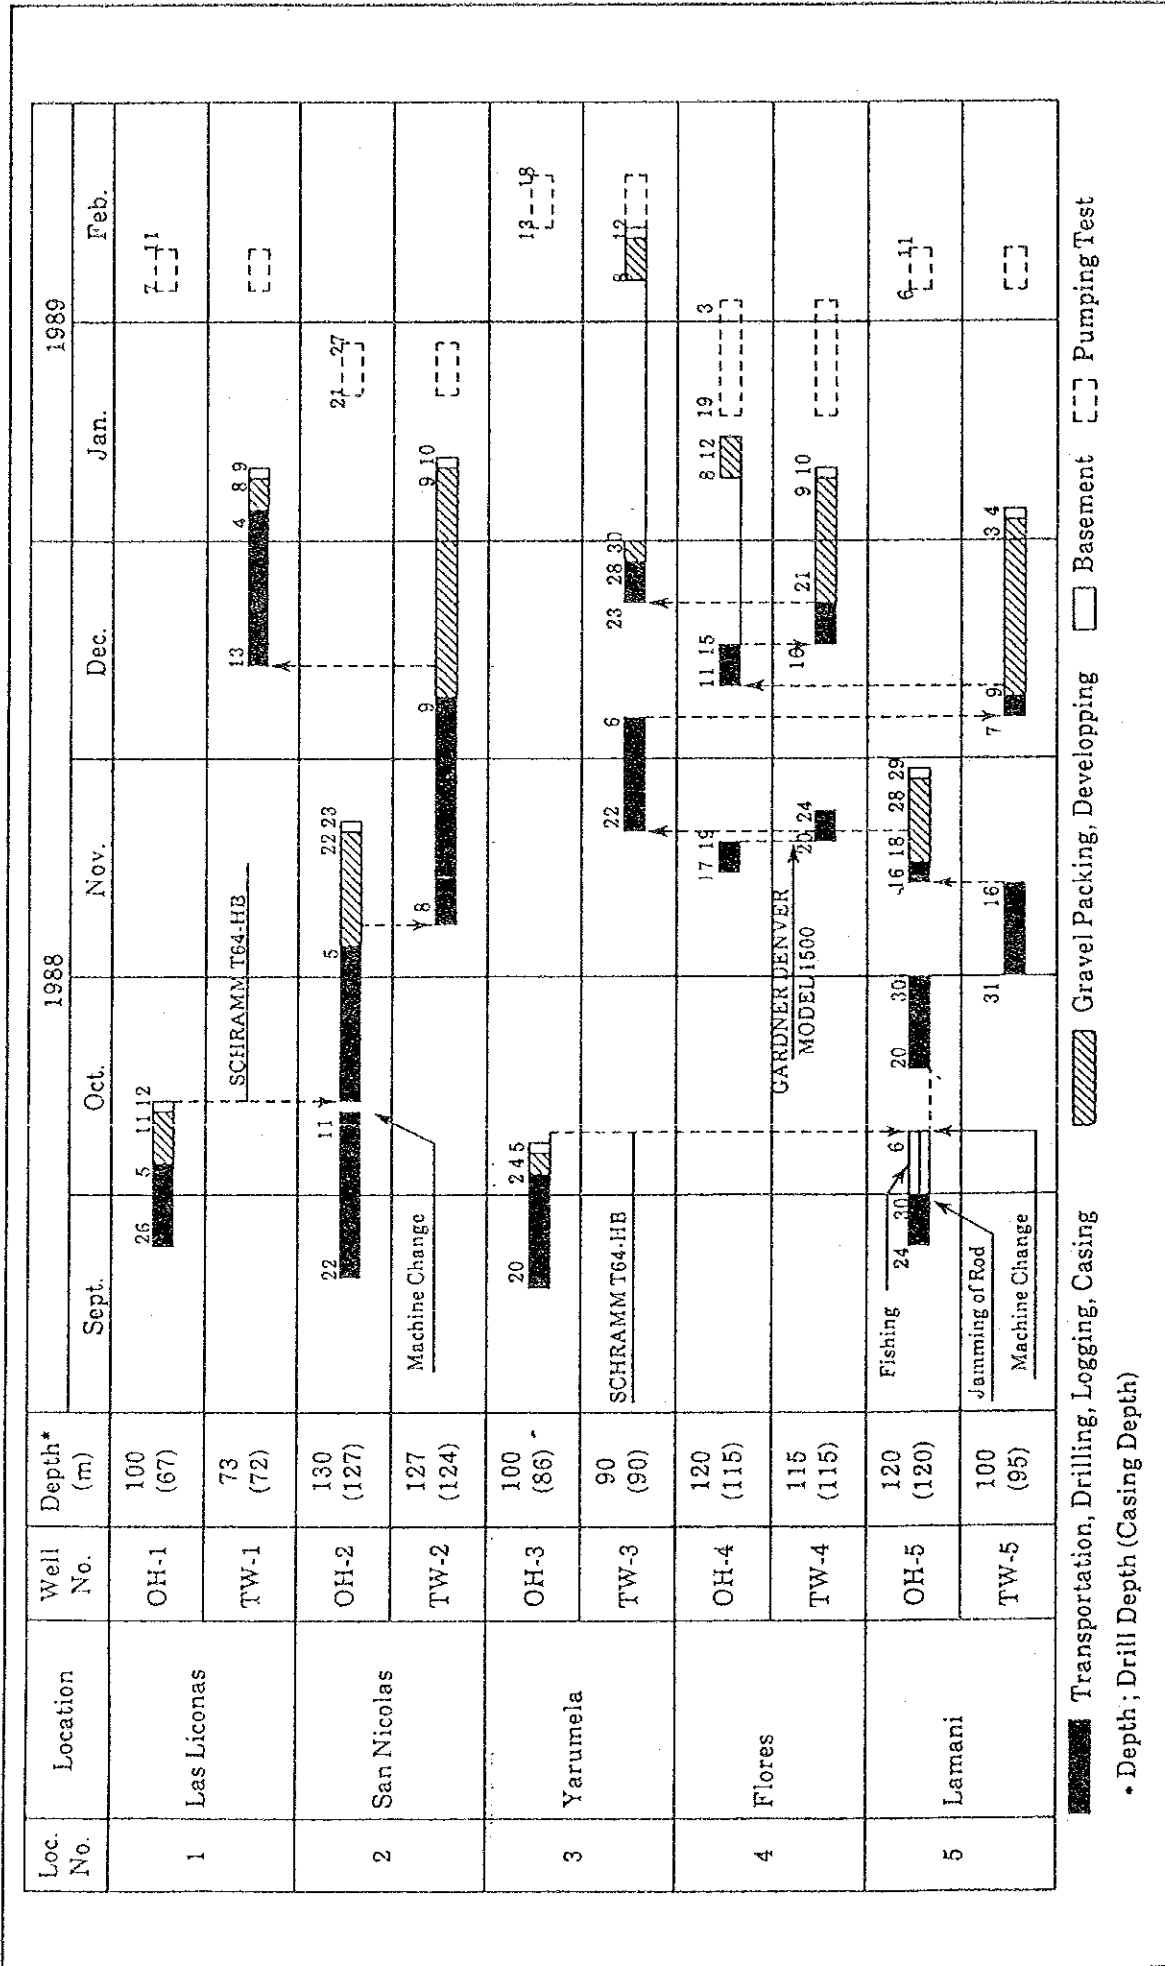 1988 1989
Loc. No. Location Well No. Depth* (m) Sept. Oct. Nov. Dec. Jan. Feb.
1 Las Liconas
OH-1 100 (67) 26 5 11 12 7 11
TW-1 73 (72) SCHRAMM T64-HB 13 4 8 9
2 San Nicolas
OH-2 130 (127) 22 11 5 22 23 21 27
TW-2 127 (124) Machine Change 8 9 9 10
3 Yarumela
OH-3 100 (86) 20 2 4 5 13 18
TW-3 90 (90) SCHRAMM T64-HB 22 6 23 28 30 8 12
4 Flores
OH-4 120 (115) 17 19 11 15 8 12 19 3
TW-4 115 (115) GARDNER DENVER MODEL 1500 20 24 16 21 9 10
5 Lamani
OH-5 120 (120) Fishing 24 30 6 20 30 16 18 28 29 6 11
TW-5 100 (95) Jamming of Rod Machine Change 31 16 7 9 3 4
Transportation, Drilling, Logging, Casing Gravel Packing, Developping Basement Pumping Test
* Depth ; Drill Depth (Casing Depth)